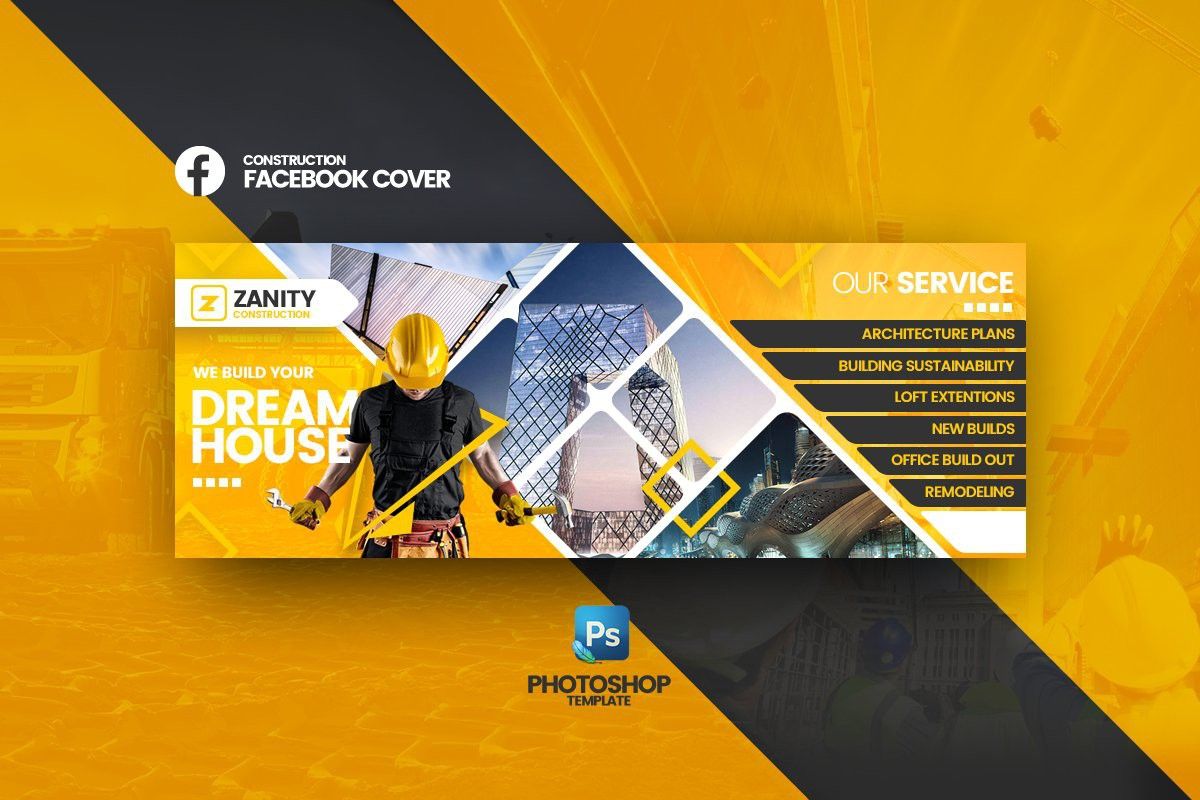 CONSTRUCTION
FACEBOOK COVER
Z
ZANITY
CONSTRUCTION
WE BUILD YOUR
DREAM
HOUSE
OUR SERVICE
ARCHITECTURE PLANS
BUILDING SUSTAINABILITY
LOFT EXTENTIONS
NEW BUILDS
OFFICE BUILD OUT
REMODELING
Ps
PHOTOSHOP
TEMPLATE